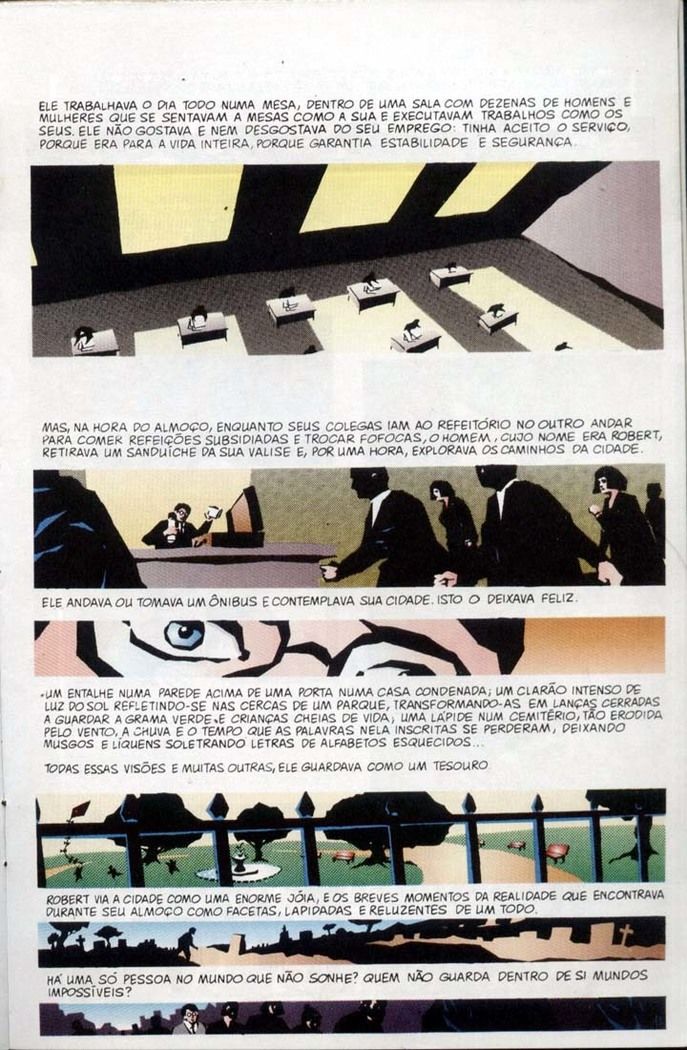 ELE TRABALHAVA O DIA TODO NUMA MESA, DENTRO DE UMA SALA COM DEZENAS DE HOMENS E
MULHERES QUE SE SENTAVAM A MESAS COMO A SUA E EXECUTAVAM TRABALHOS COMO OS
SEUS. ELE NÃO GOSTAVA E NEM DESGOSTAVA DO SEU EMPREGO: TINHA ACEITO O SERVIÇO,
PORQUE ERA PARA A VIDA INTEIRA, PORQUE GARANTIA ESTABILIDADE E SEGURANÇA.
MAS, NA HORA DO ALMOÇO, ENQUANTO SEUS COLEGAS IAM AO REFEITÓRIO NO OUTRO ANDAR
PARA COMER REFEIÇÕES SUBSIDIADAS E TROCAR FOFOCAS, O HOMEM, CUJO NOME ERA ROBERT,
RETIRAVA UM SANDUÍCHE DA SUA VALISE E, POR UMA HORA, EXPLORAVA OS CAMINHOS DA CIDADE.
ELE ANDAVA OU TOMAVA UM ÔNIBUS E CONTEMPLAVA SUA CIDADE. ISTO O DEIXAVA FELIZ.
UM ENTALHE NUMA PAREDE ACIMA DE UMA PORTA NUMA CASA CONDENADA; UM CLARÃO INTENSO DE
LUZ DO SOL REFLETINDO-SE NAS CERCAS DE UM PARQUE, TRANSFORMANDO-AS EM LANÇAS CERRADAS
A GUARDAR A GRAMA VERDE E CRIANÇAS CHEIAS DE VIDA; UMA LÁPIDE NUM CEMITÉRIO, TÃO ERODIDA
PELO VENTO, A CHUVA E O TEMPO QUE AS PALAVRAS NELA INSCRITAS SE PERDERAM, DEIXANDO
MUSGOS E LÍQUENS SOLETRANDO LETRAS DE ALFABETOS ESQUECIDOS...
TODAS ESSAS VISÕES E MUITAS OUTRAS, ELE GUARDAVA COMO UM TESOURO.
ROBERT VIA A CIDADE COMO UMA ENORME JÓIA, E OS BREVES MOMENTOS DA REALIDADE QUE ENCONTRAVA
DURANTE SEU ALMOÇO COMO FACETAS, LAPIDADAS E RELUZENTES DE UM TODO.
HÁ UMA SÓ PESSOA NO MUNDO QUE NÃO SONHE? QUEM NÃO GUARDA DENTRO DE SI MUNDOS
IMPOSSÍVEIS?